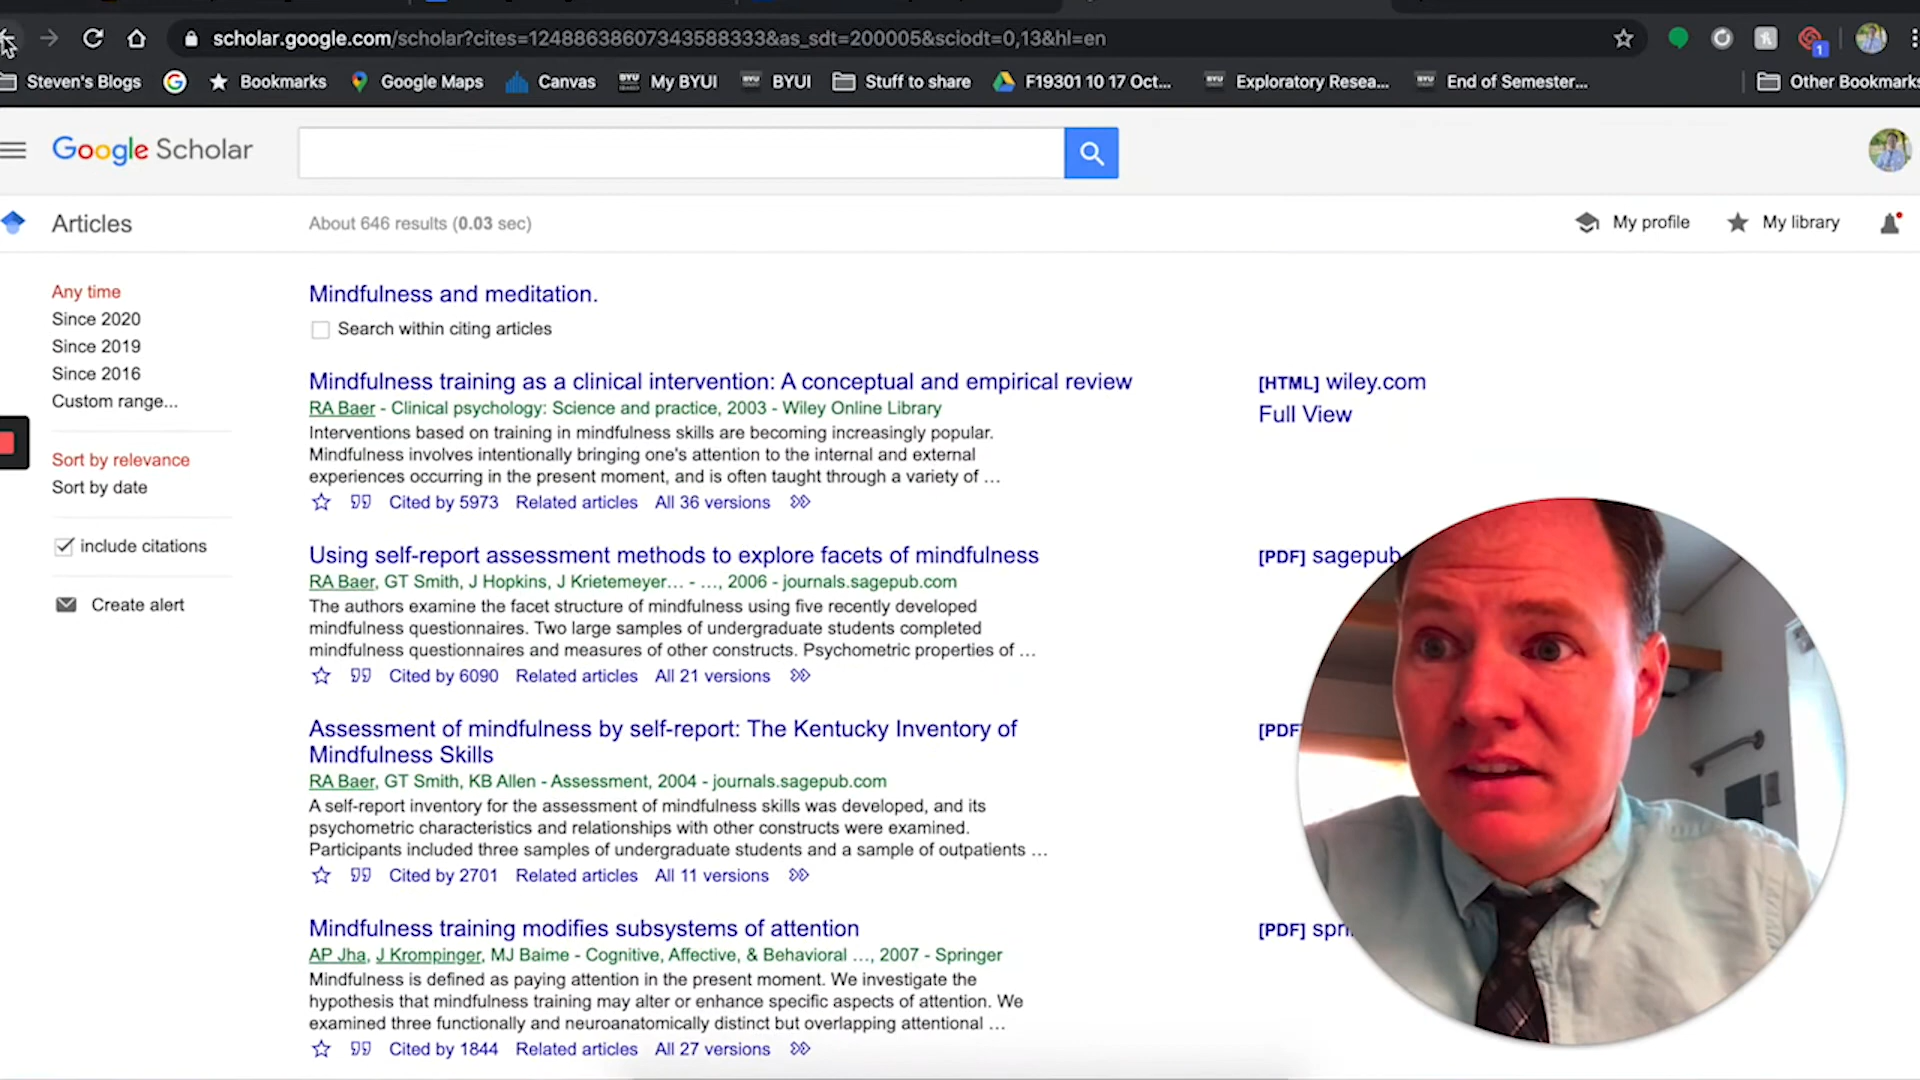 scholar.google.com/scholar?cites=12488638607343588333&as_sdt=200005&sciodt=0,13&hl=en
1
Steven's Blogs
Bookmarks
Google Maps
Canvas
My BYUI
BYUI
Stuff to share
F19301 10 17 Oct...
Exploratory Resea...
End of Semester...
Other Bookmarks
Google Scholar
Articles
About 646 results (0.03 sec)
My profile
My library
Any time
Since 2020
Since 2019
Since 2016
Custom range...
Sort by relevance
Sort by date
include citations
Create alert
Mindfulness and meditation.
Search within citing articles
Mindfulness training as a clinical intervention: A conceptual and empirical review
RA Baer - Clinical psychology: Science and practice, 2003 - Wiley Online Library
Interventions based on training in mindfulness skills are becoming increasingly popular.
Mindfulness involves intentionally bringing one's attention to the internal and external
experiences occurring in the present moment, and is often taught through a variety of …
Cited by 5973 Related articles All 36 versions
[HTML] wiley.com
Full View
Using self-report assessment methods to explore facets of mindfulness
RA Baer, GT Smith, J Hopkins, J Krietemeyer… - …, 2006 - journals.sagepub.com
The authors examine the facet structure of mindfulness using five recently developed
mindfulness questionnaires. Two large samples of undergraduate students completed
mindfulness questionnaires and measures of other constructs. Psychometric properties of …
Cited by 6090 Related articles All 21 versions
[PDF] sagepub
Assessment of mindfulness by self-report: The Kentucky Inventory of
Mindfulness Skills
RA Baer, GT Smith, KB Allen - Assessment, 2004 - journals.sagepub.com
A self-report inventory for the assessment of mindfulness skills was developed, and its
psychometric characteristics and relationships with other constructs were examined.
Participants included three samples of undergraduate students and a sample of outpatients …
Cited by 2701 Related articles All 11 versions
[PDF
Mindfulness training modifies subsystems of attention
AP Jha, J Krompinger, MJ Baime - Cognitive, Affective, & Behavioral …, 2007 - Springer
Mindfulness is defined as paying attention in the present moment. We investigate the
hypothesis that mindfulness training may alter or enhance specific aspects of attention. We
examined three functionally and neuroanatomically distinct but overlapping attentional …
Cited by 1844 Related articles All 27 versions
[PDF] spri